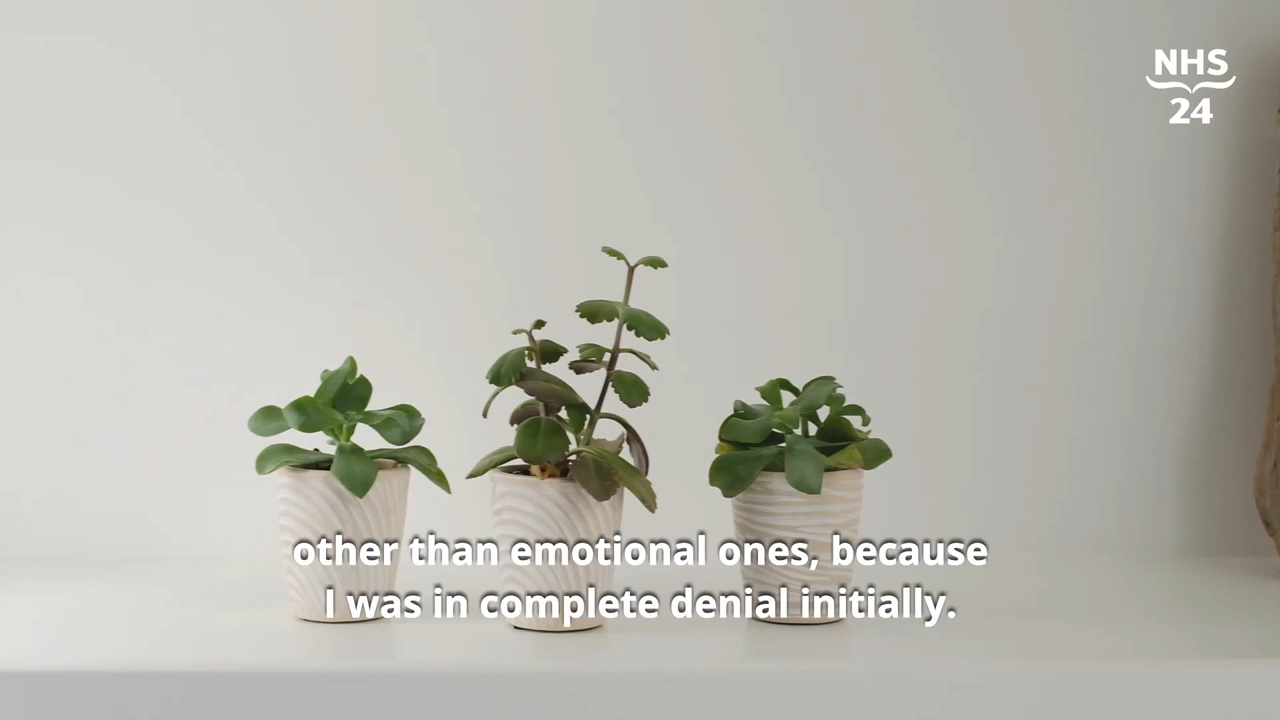 NHS
24
other than emotional ones, because
I was in complete denial initially.